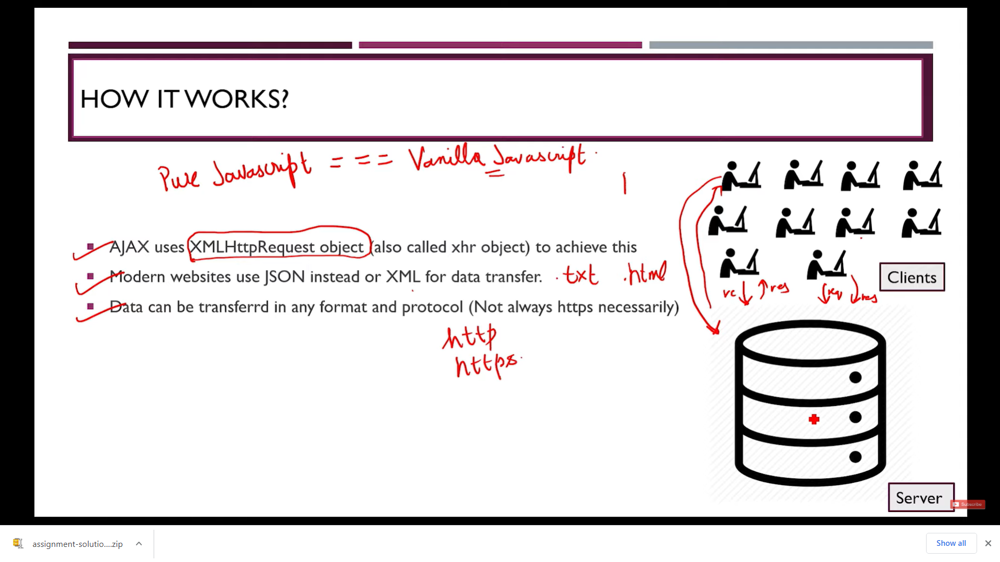 HOW IT WORKS?
Pure Javascript = = = Vanilla Javascript.
AJAX uses XMLHttpRequest object (also called xhr object) to achieve this
Modern websites use JSON instead or XML for data transfer. .txt .html
Data can be transferrd in any format and protocol (Not always https necessarily)
http
https
Clients
res
res
Server
Subscribe
assignment-solutio....zip
Show all